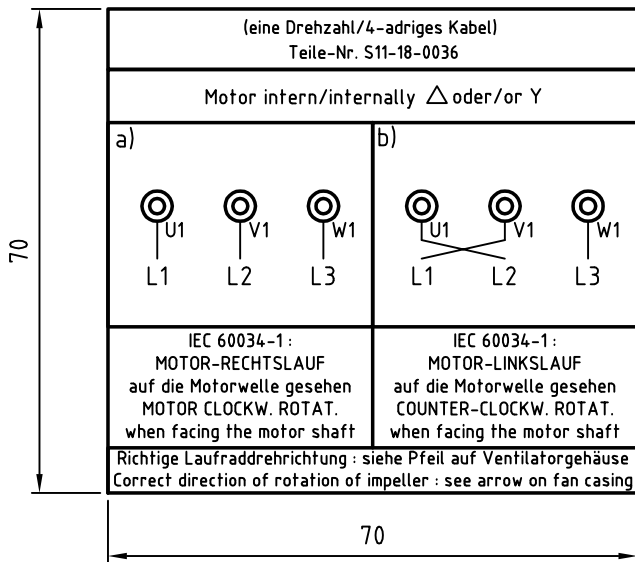 (eine Drehzahl/4-adriges Kabel)
Teile-Nr. S11-18-0036
Motor intern/internally △ oder/or Y
a)
U1 V1 W1
L1 L2 L3
IEC 60034-1 :
MOTOR-RECHTSLAUF
auf die Motorwelle gesehen
MOTOR CLOCKW. ROTAT.
when facing the motor shaft
b)
U1 V1 W1
L1 L2 L3
IEC 60034-1 :
MOTOR-LINKSLAUF
auf die Motorwelle gesehen
COUNTER-CLOCKW. ROTAT.
when facing the motor shaft
Richtige Laufraddrehrichtung : siehe Pfeil auf Ventilatorgehäuse
Correct direction of rotation of impeller : see arrow on fan casing
70
70